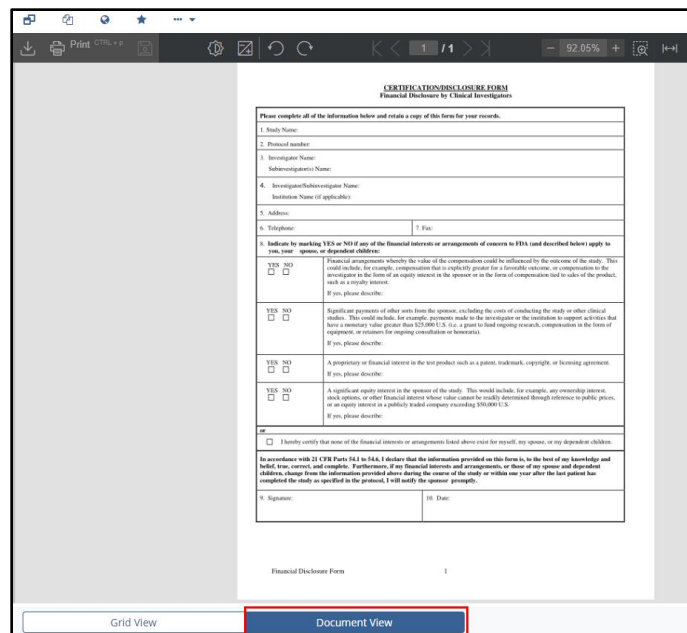 Print CTRL + p
1 / 1
92.05%
CERTIFICATION/DISCLOSURE FORM
Financial Disclosure by Clinical Investigators
Please complete all of the information below and retain a copy of this form for your records.
1. Study Name:
2. Protocol number:
3. Investigator Name:
Subinvestigator(s) Name:
4. Investigator/Subinvestigator Name:
Institution Name (if applicable):
5. Address:
6. Telephone:
7. Fax:
8. Indicate by marking YES or NO if any of the financial interests or arrangements of concern to FDA (and described below) apply to
you, your spouse, or dependent children:
YES NO
Financial arrangements whereby the value of the compensation could be influenced by the outcome of the study. This
could include, for example, compensation that is explicitly greater for a favorable outcome, or compensation to the
investigator in the form of an equity interest in the sponsor or in the form of compensation tied to sales of the product,
such as a royalty interest.
If yes, please describe:
YES NO
Significant payments of other sorts from the sponsor, excluding the costs of conducting the study or other clinical
studies. This could include, for example, payments made to the investigator or the institution to support activities that
have a monetary value greater than $25,000 U.S. (i.e. a grant to fund ongoing research, compensation in the form of
equipment, or retainers for ongoing consultation or honoraria).
If yes, please describe:
YES NO
A proprietary or financial interest in the test product such as a patent, trademark, copyright, or licensing agreement.
If yes, please describe:
YES NO
A significant equity interest in the sponsor of the study. This would include, for example, any ownership interest,
stock options, or other financial interest whose value cannot be readily determined through reference to public prices,
or an equity interest in a publicly traded company exceeding $50,000 U.S.
If yes, please describe:
or
I hereby certify that none of the financial interests or arrangements listed above exist for myself, my spouse, or my dependent children.
In accordance with 21 CFR Parts 54.1 to 54.6, I declare that the information provided on this form is, to the best of my knowledge and
belief, true, correct, and complete. Furthermore, if my financial interests and arrangements, or those of my spouse and dependent
children, change from the information provided above during the course of the study or within one year after the last patient has
completed the study as specified in the protocol, I will notify the sponsor promptly.
9. Signature:
10. Date:
Financial Disclosure Form
1
Grid View
Document View